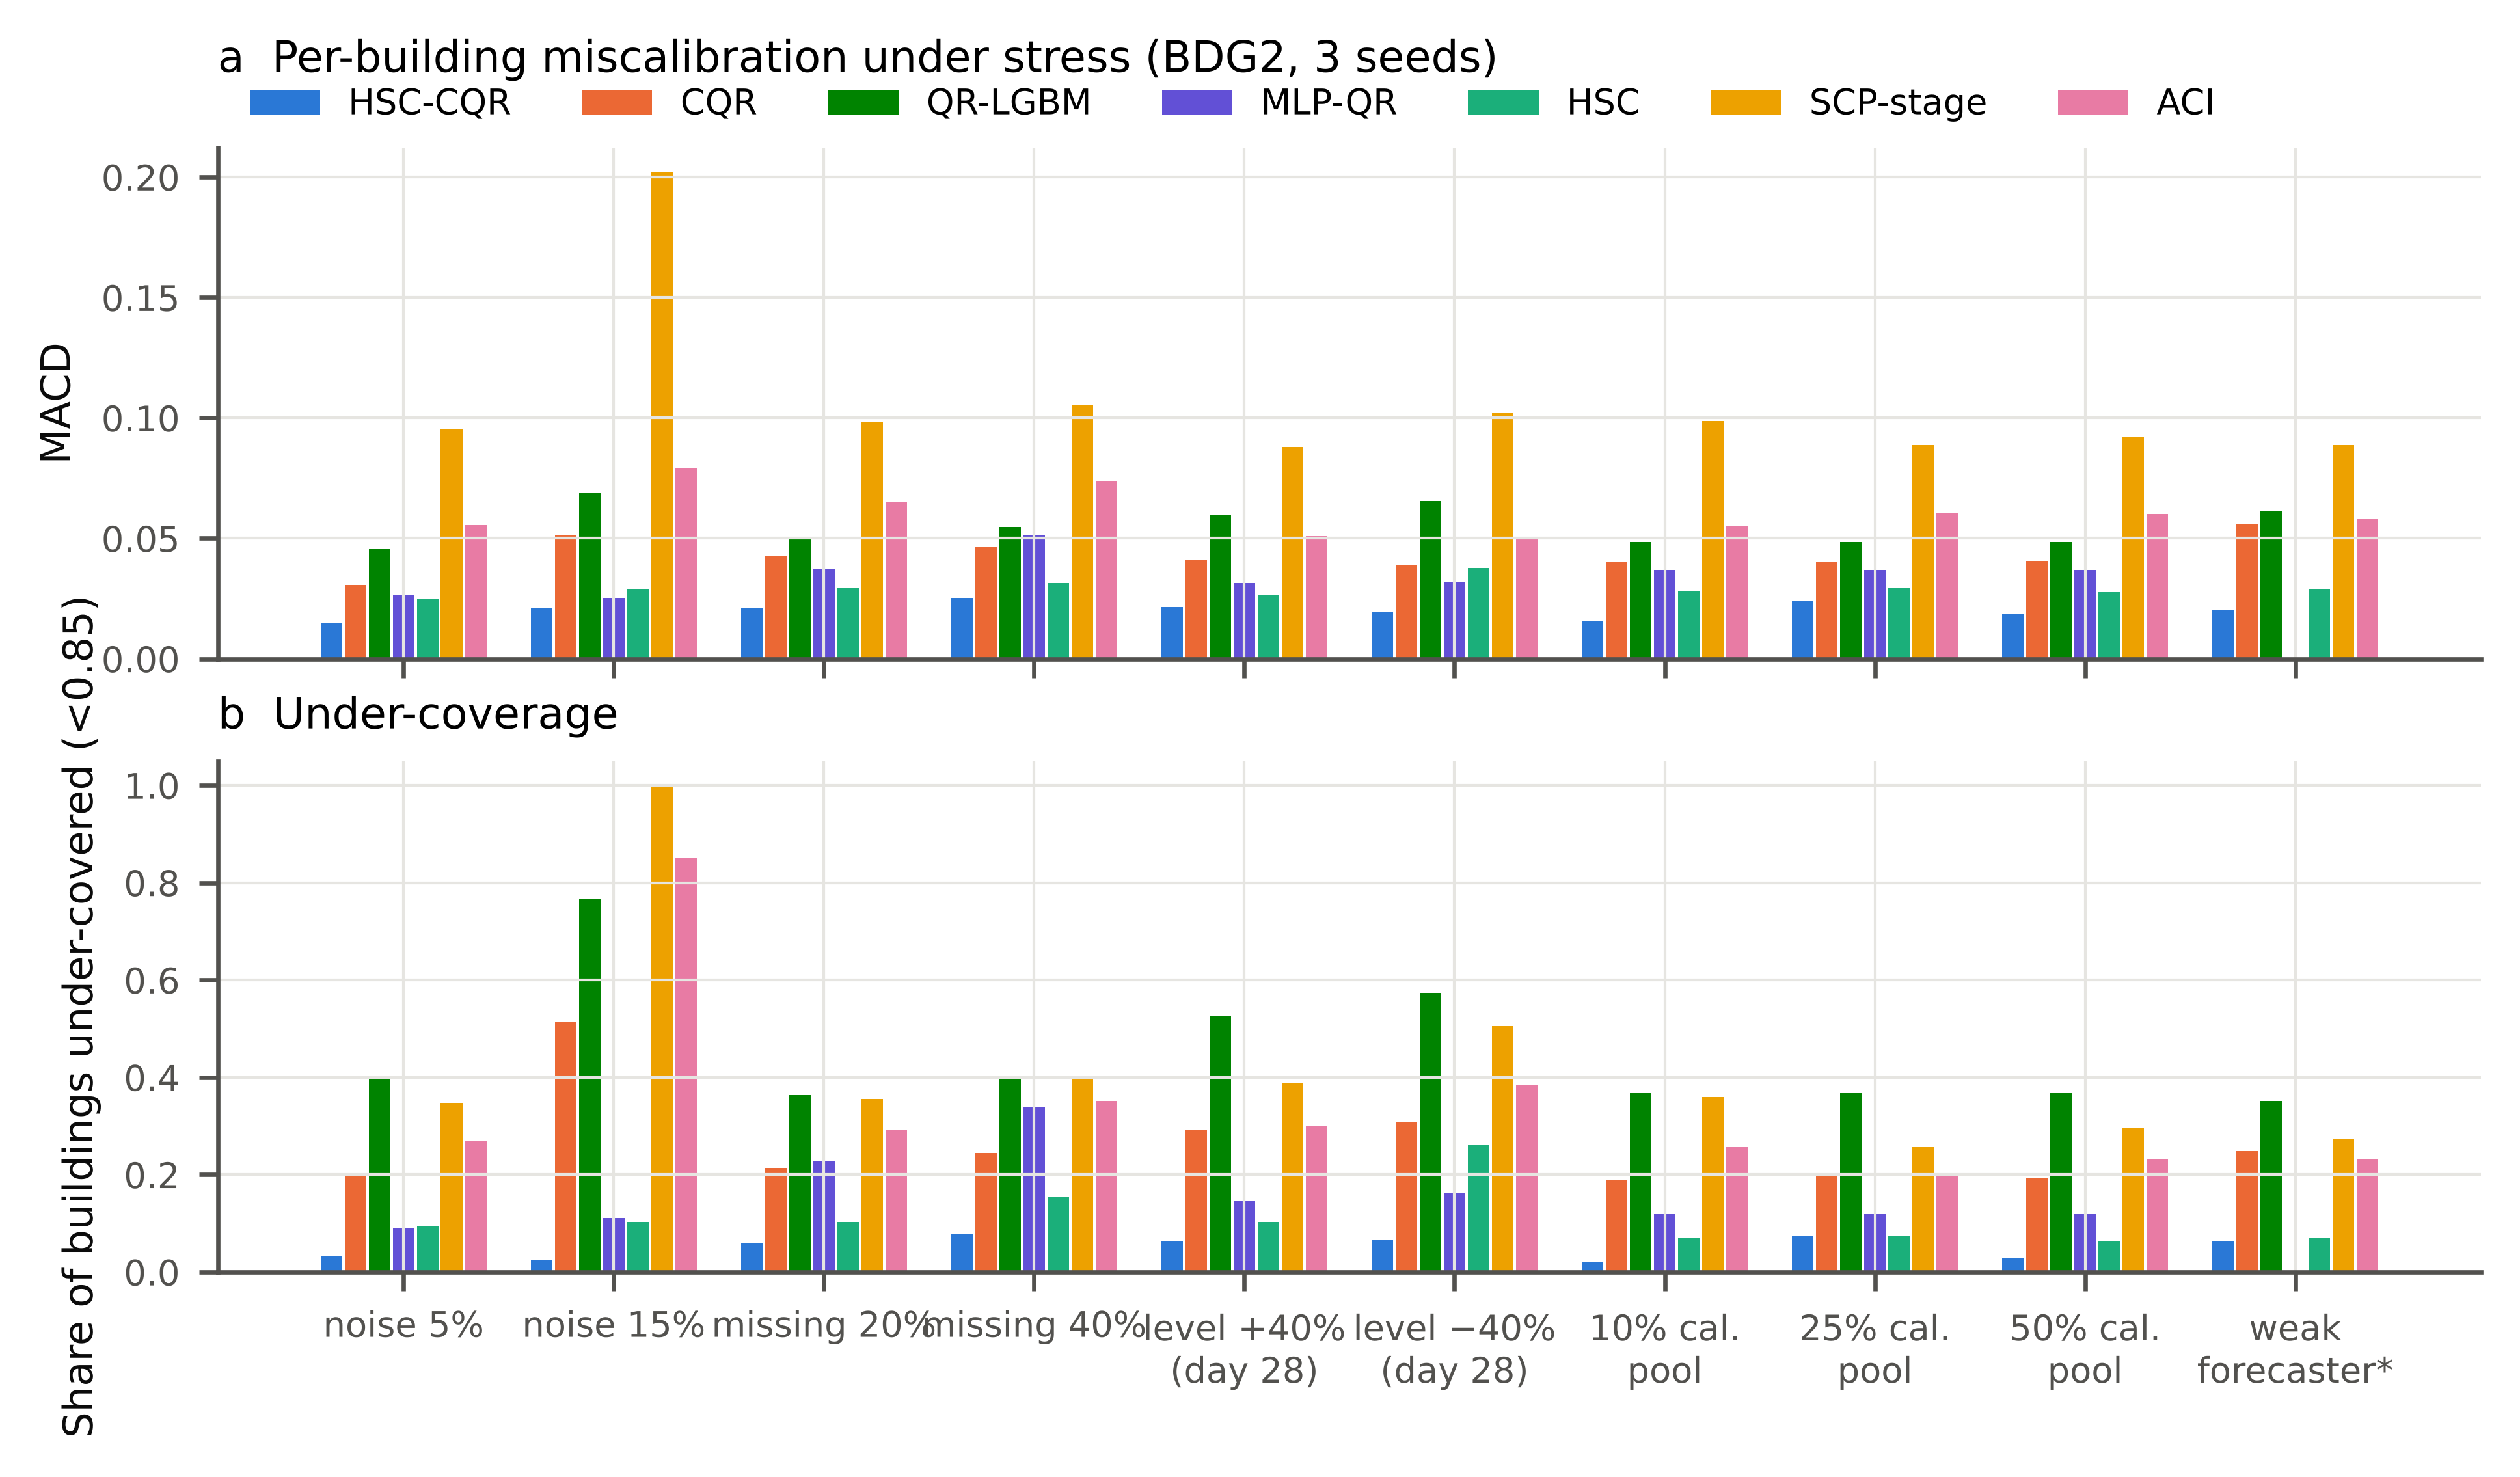 a  Per-building miscalibration under stress (BDG2, 3 seeds)
HSC-CQR  CQR  QR-LGBM  MLP-QR  HSC  SCP-stage  ACI
MACD
0.20
0.15
0.10
0.05
0.00
b  Under-coverage
Share of buildings under-covered (<0.85)
1.0
0.8
0.6
0.4
0.2
0.0
noise 5%  noise 15%  missing 20%  missing 40%  level +40%  level −40%  10% cal.  25% cal.  50% cal.  weak
(day 28)  (day 28)  pool  pool  pool  forecaster*